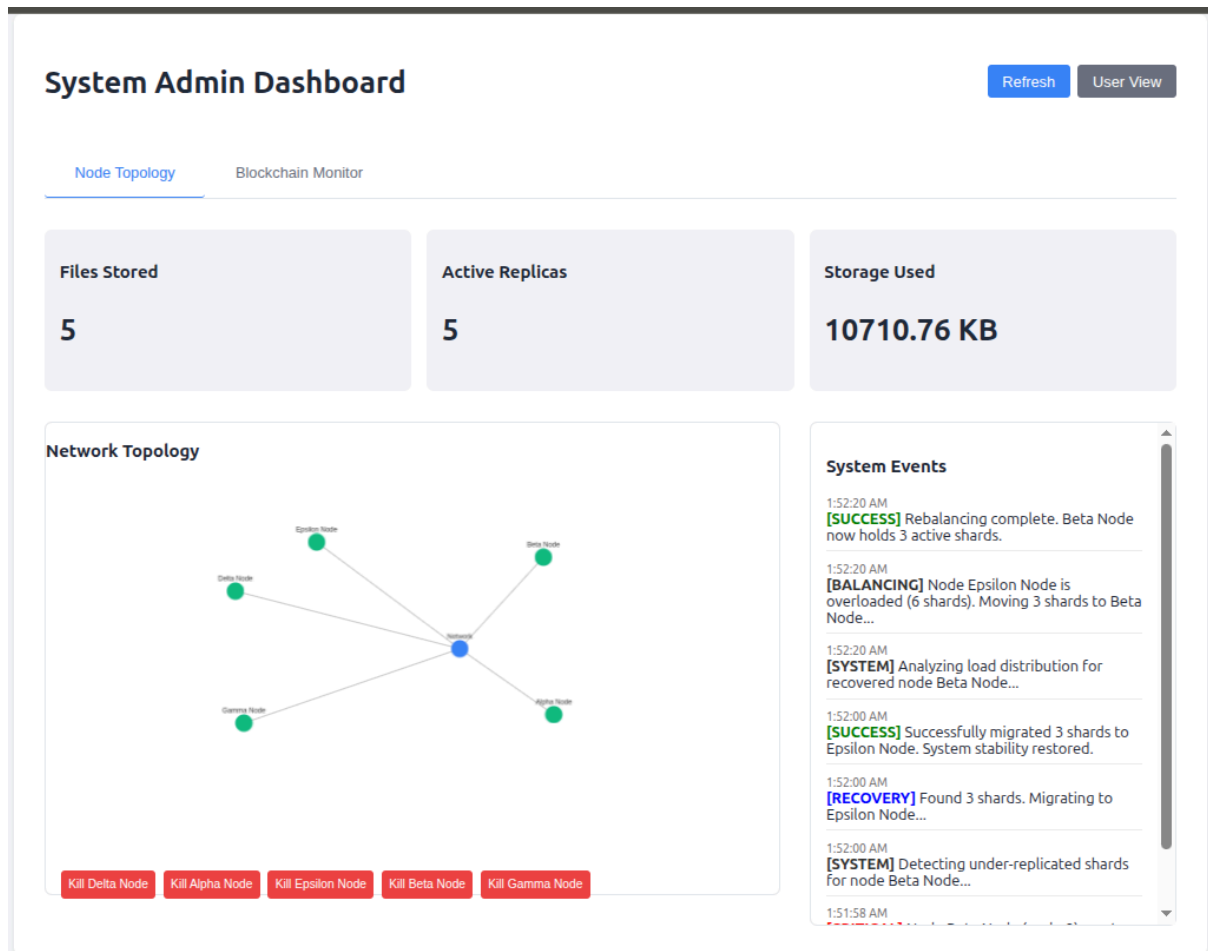 System Admin Dashboard
Refresh
User View
Node Topology
Blockchain Monitor
Files Stored
5
Active Replicas
5
Storage Used
10710.76 KB
Network Topology
Epsilon Node
Beta Node
Delta Node
Network
Gamma Node
Alpha Node
Kill Delta Node
Kill Alpha Node
Kill Epsilon Node
Kill Beta Node
Kill Gamma Node
System Events
1:52:20 AM
[SUCCESS] Rebalancing complete. Beta Node
now holds 3 active shards.
1:52:20 AM
[BALANCING] Node Epsilon Node is
overloaded (6 shards). Moving 3 shards to Beta
Node...
1:52:20 AM
[SYSTEM] Analyzing load distribution for
recovered node Beta Node...
1:52:00 AM
[SUCCESS] Successfully migrated 3 shards to
Epsilon Node. System stability restored.
1:52:00 AM
[RECOVERY] Found 3 shards. Migrating to
Epsilon Node...
1:52:00 AM
[SYSTEM] Detecting under-replicated shards
for node Beta Node...
1:51:58 AM